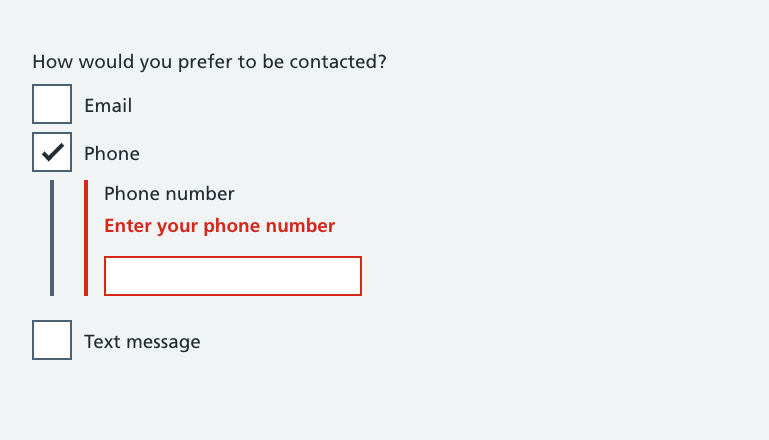 How would you prefer to be contacted?
Email
Phone
Phone number
Enter your phone number
Text message